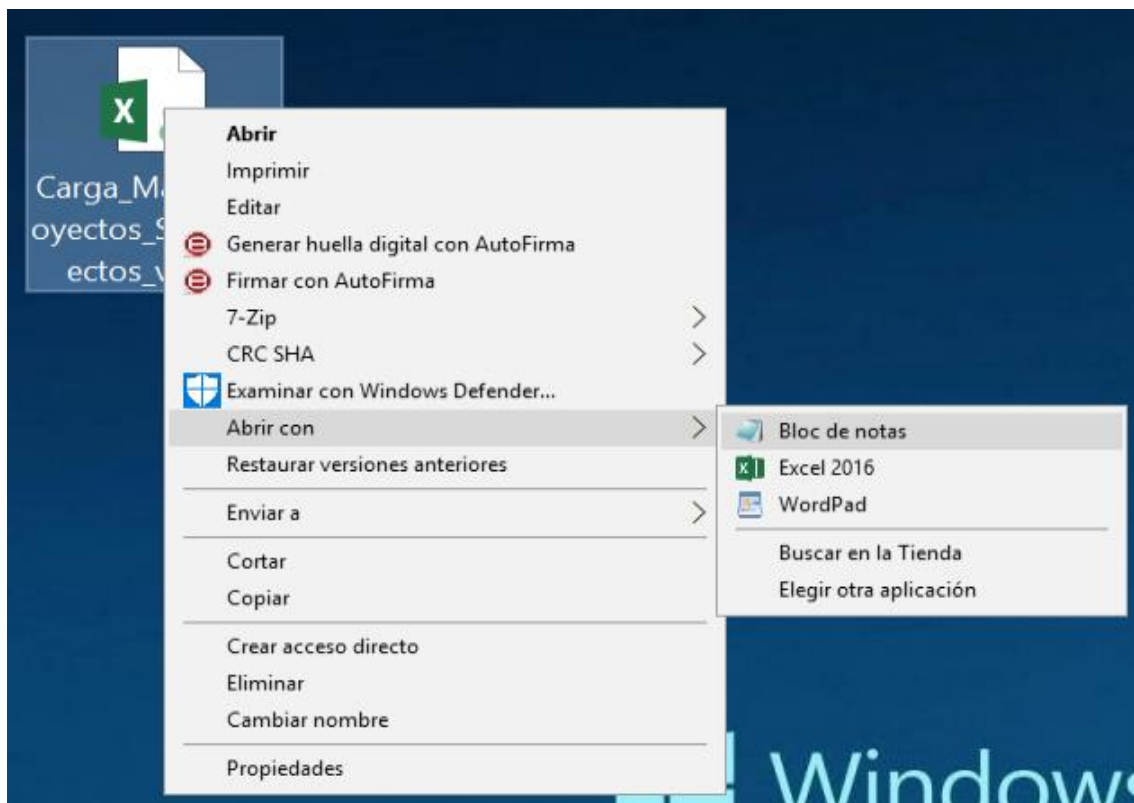 X
Carga_M
oyectos_S
ectos_v
Abrir
Imprimir
Editar
Generar huella digital con AutoFirma
Firmar con AutoFirma
7-Zip
CRC SHA
Examinar con Windows Defender...
Abrir con
Restaurar versiones anteriores
Enviar a
Cortar
Copiar
Crear acceso directo
Eliminar
Cambiar nombre
Propiedades
Bloc de notas
Excel 2016
WordPad
Buscar en la Tienda
Elegir otra aplicación
Windows